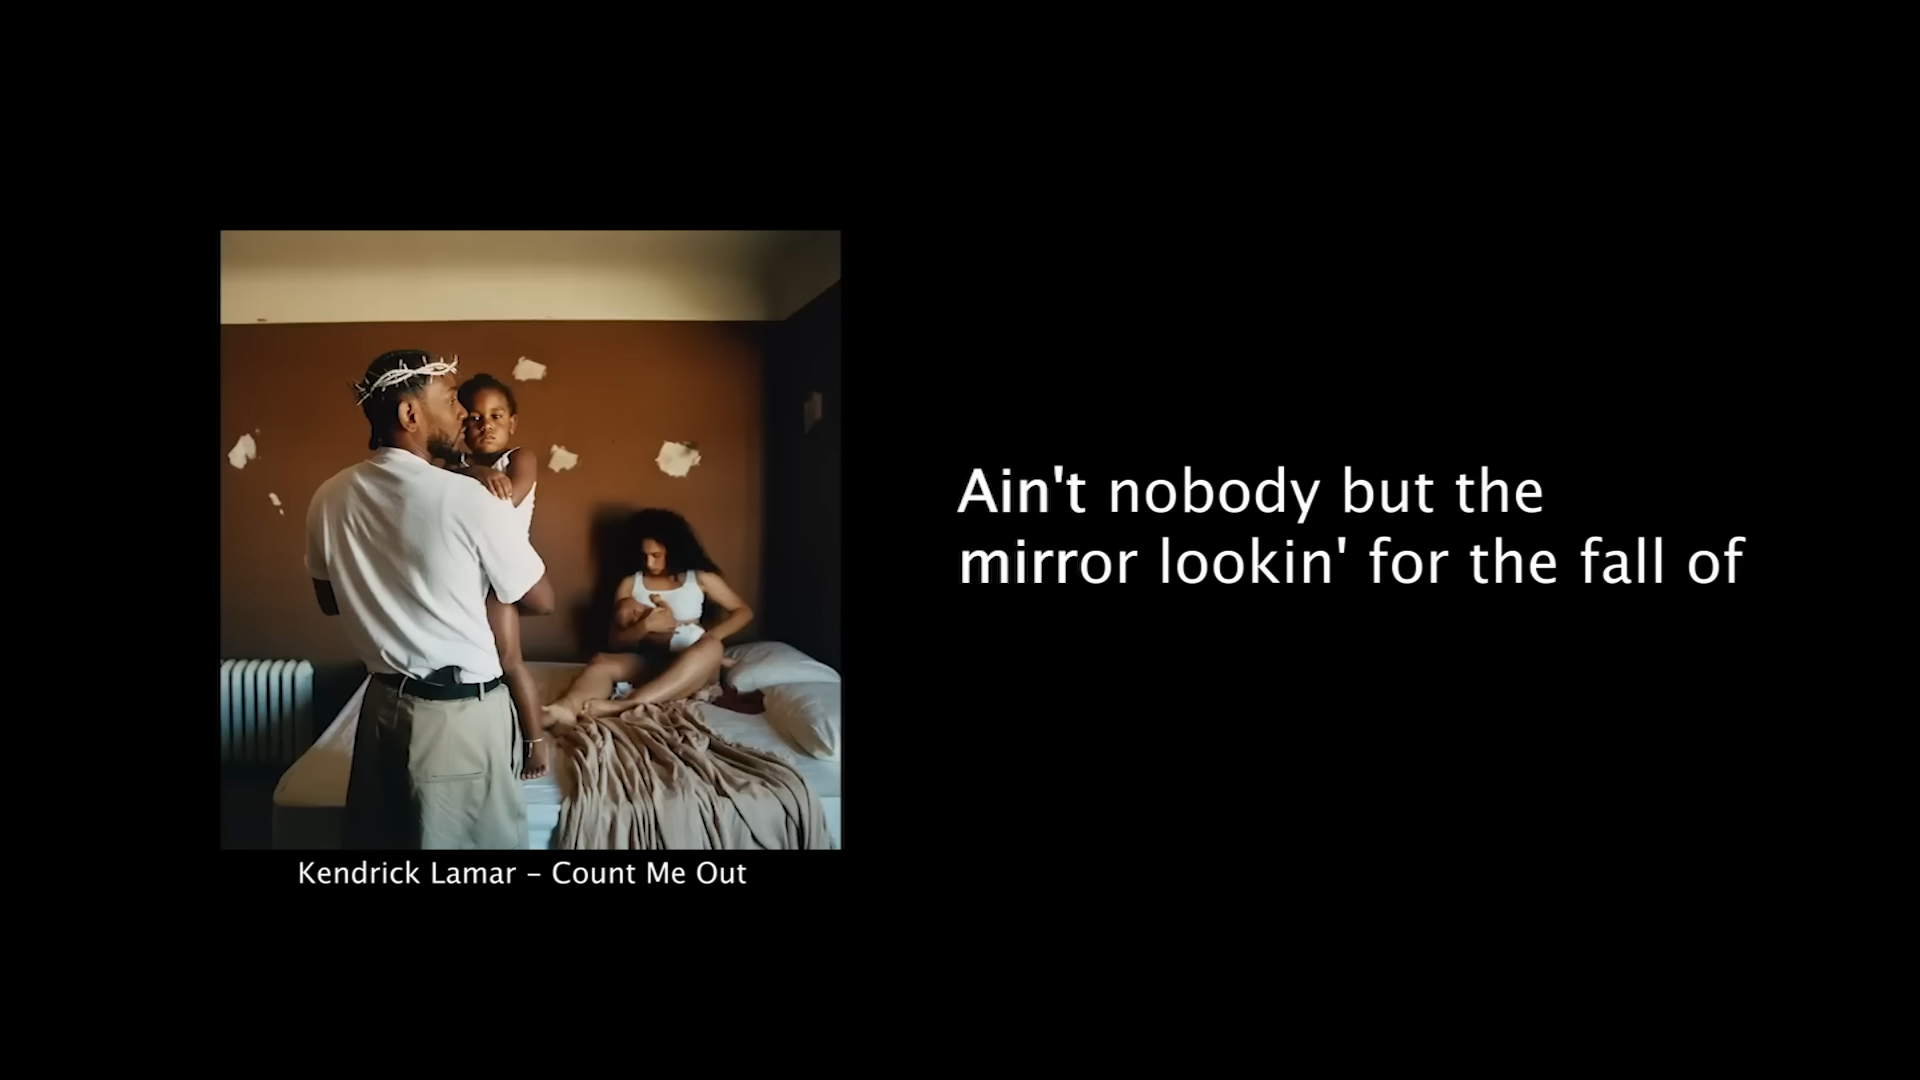 Ain't nobody but the
mirror lookin' for the fall of
Kendrick Lamar – Count Me Out